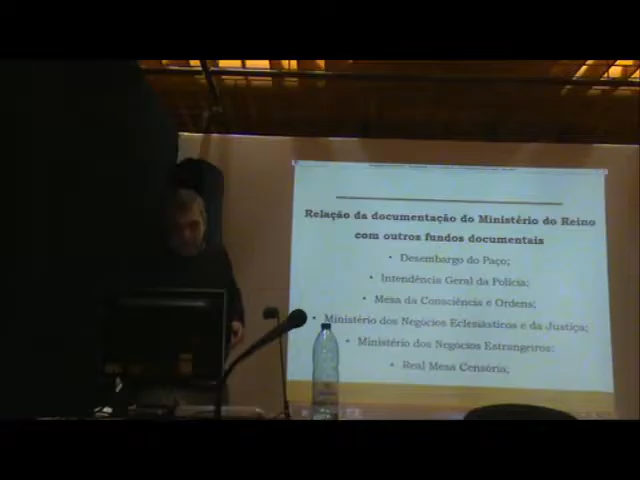 Relação da documentação do Ministério do Reino
com outros fundos documentais
• Desembargo do Paço;
• Intendência Geral da Polícia;
• Mesa da Consciência e Ordens;
• Ministério dos Negócios Eclesiásticos e da Justiça;
• Ministério dos Negócios Estrangeiros;
• Real Mesa Censória;